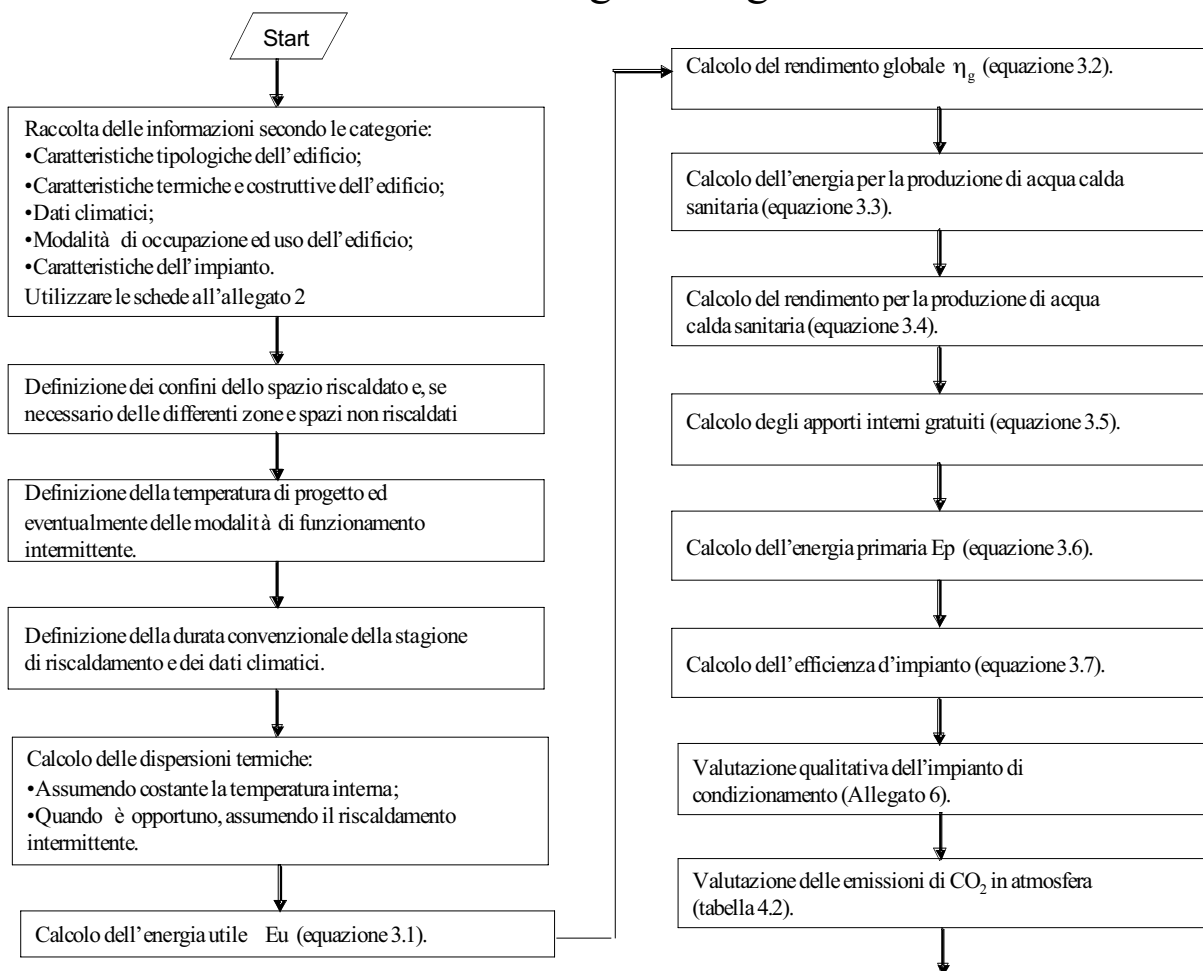 Start
Raccolta delle informazioni secondo le categorie:
•Caratteristiche tipologiche dell'edificio;
•Caratteristiche termiche e costruttive dell'edificio;
•Dati climatici;
•Modalità di occupazione ed uso dell'edificio;
•Caratteristiche dell'impianto.
Utilizzare le schede all'allegato 2
Definizione dei confini dello spazio riscaldato e, se
necessario delle differenti zone e spazi non riscaldati
Definizione della temperatura di progetto ed
eventualmente delle modalità di funzionamento
intermittente.
Definizione della durata convenzionale della stagione
di riscaldamento e dei dati climatici.
Calcolo delle dispersioni termiche:
•Assumendo costante la temperatura interna;
•Quando è opportuno, assumendo il riscaldamento
intermittente.
Calcolo dell'energia utile Eu (equazione 3.1).
Calcolo del rendimento globale ηg (equazione 3.2).
Calcolo dell'energia per la produzione di acqua calda
sanitaria (equazione 3.3).
Calcolo del rendimento per la produzione di acqua
calda sanitaria (equazione 3.4).
Calcolo degli apporti interni gratuiti (equazione 3.5).
Calcolo dell'energia primaria Ep (equazione 3.6).
Calcolo dell'efficienza d'impianto (equazione 3.7).
Valutazione qualitativa dell'impianto di
condizionamento (Allegato 6).
Valutazione delle emissioni di CO2 in atmosfera
(tabella 4.2).